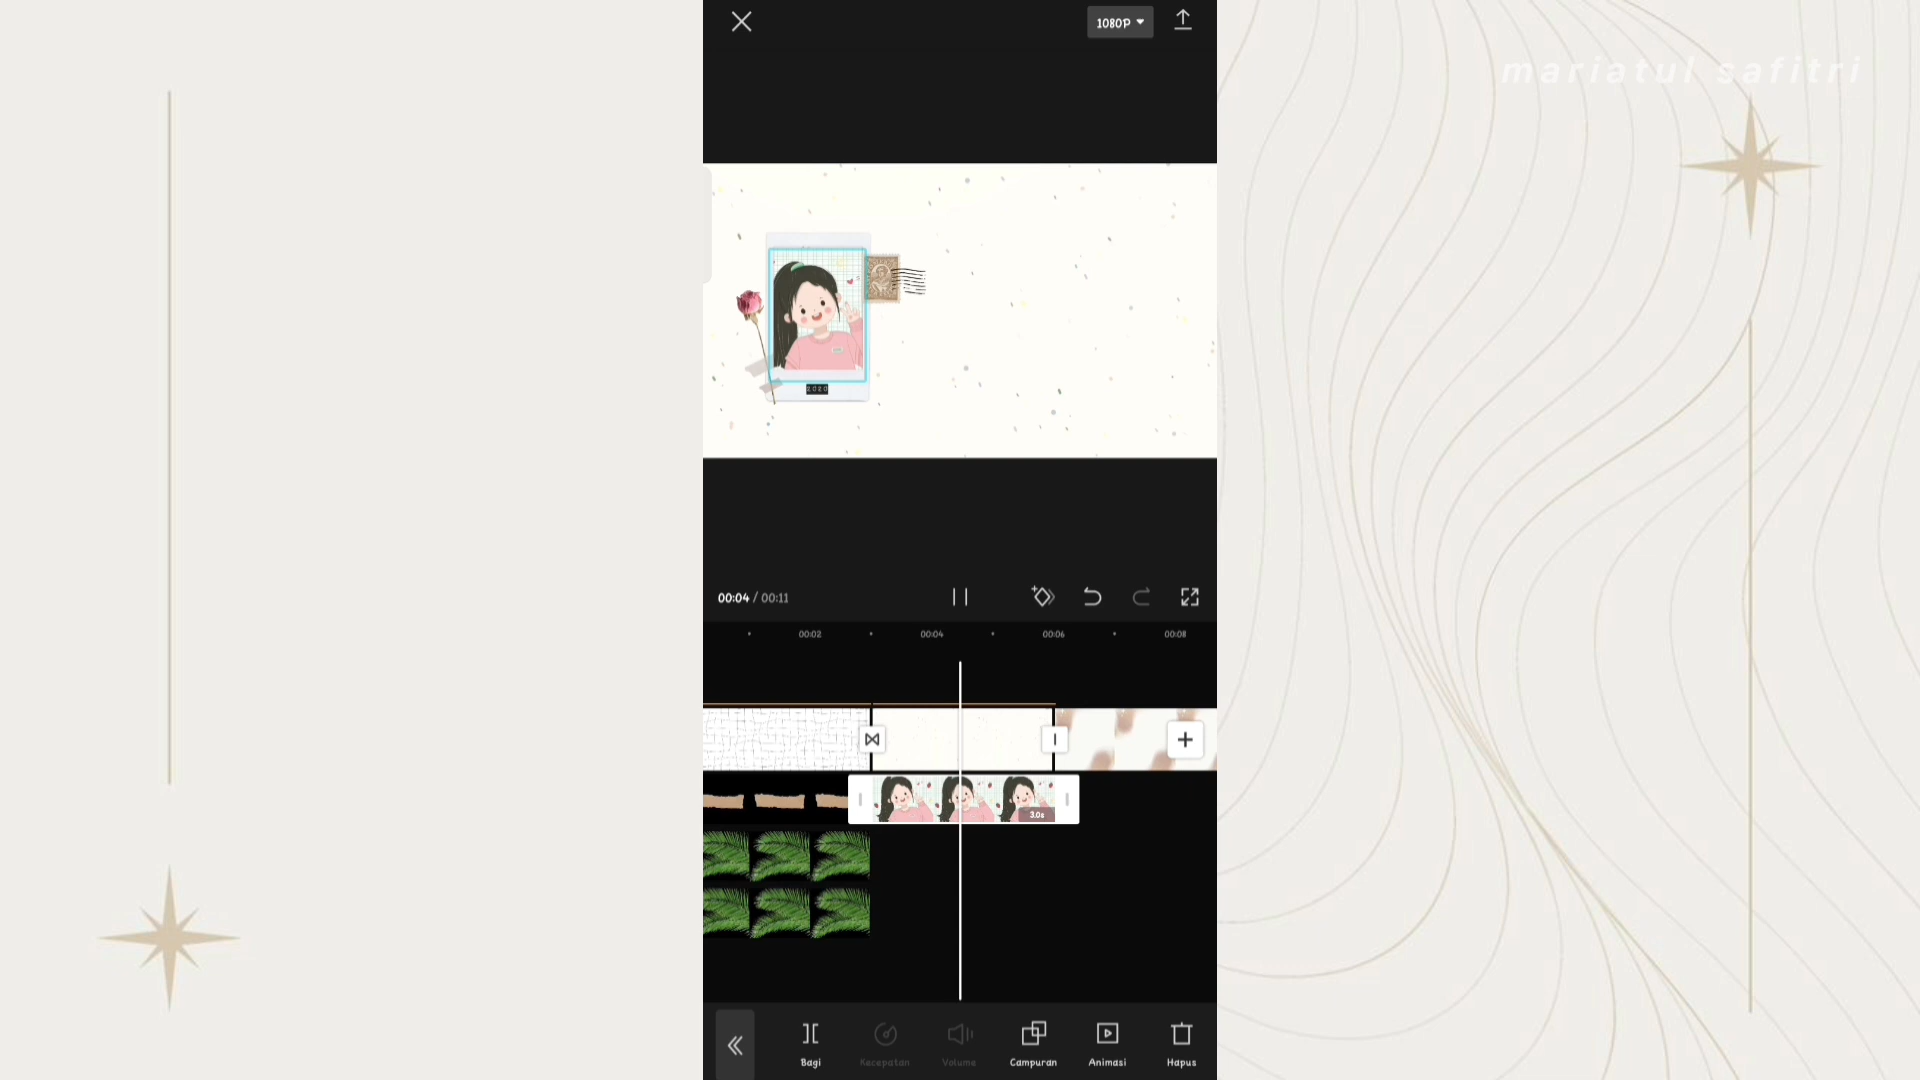 1080P
mariatul safitri
2020
00:04 / 00:11
00:02 00:04 00:06 00:08
3.0s
Bagi Kecepatan Volume Campuran Animasi Hapus